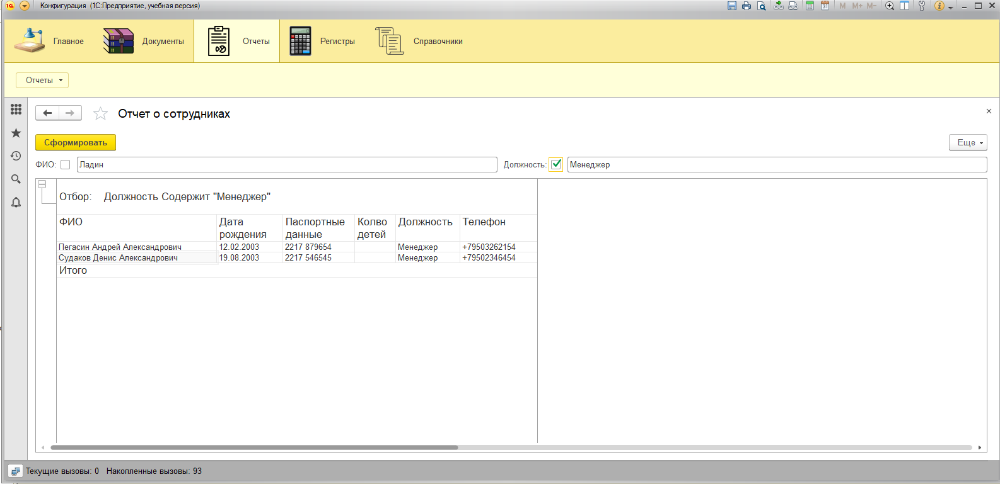 Конфигурация (1С:Предприятие, учебная версия)
M M+ M-
Главное Документы Отчеты Регистры Справочники
Отчеты
Отчет о сотрудниках
Сформировать Еще
ФИО: Ладин Должность: Менеджер
Отбор: Должность Содержит "Менеджер"
ФИО Дата рождения Паспортные данные Колво детей Должность Телефон
Пегасин Андрей Александрович 12.02.2003 2217 879654 Менеджер +79503262154
Судаков Денис Александрович 19.08.2003 2217 546545 Менеджер +79502346454
Итого
Текущие вызовы: 0 Накопленные вызовы: 93